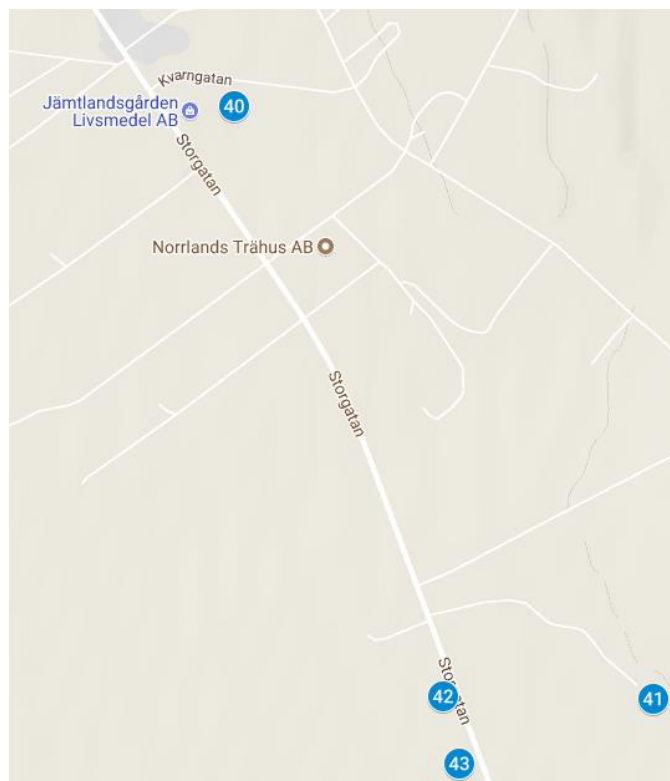 Kvarngatan
Jämtlandsgården
Livsmedel AB
40
Storgatan
Norrlands Trähus AB
Storgatan
Storgatan
42
41
43